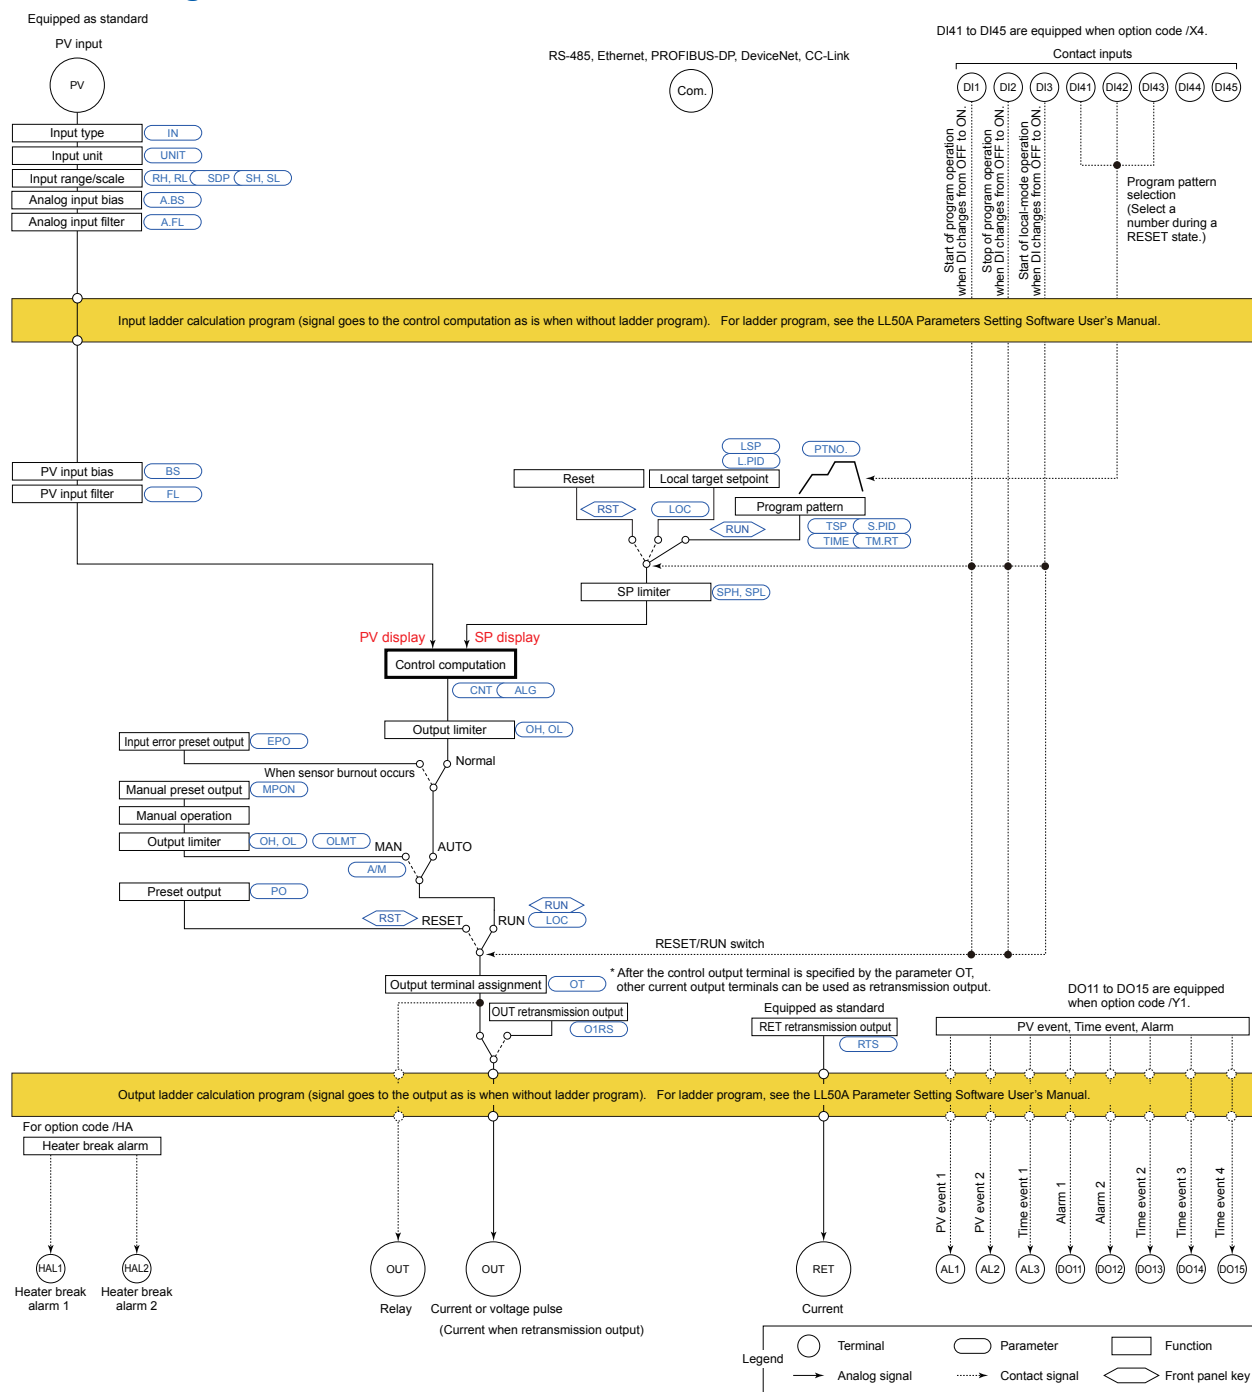 Equipped as standard
PV input
PV
RS-485, Ethernet, PROFIBUS-DP, DeviceNet, CC-Link
Com.
DI41 to DI45 are equipped when option code /X4.
Contact inputs
DI1
DI2
DI3
DI41
DI42
DI43
DI44
DI45
Start of program operation
when DI changes from OFF to ON.
Stop of program operation
when DI changes from OFF to ON.
Start of local-mode operation
when DI changes from OFF to ON.
Program pattern
selection
(Select a
number during a
RESET state.)
Input type
IN
Input unit
UNIT
Input range/scale
RH, RL
SDP
SH, SL
Analog input bias
A.BS
Analog input filter
A.FL
Input ladder calculation program (signal goes to the control computation as is when without ladder program).   For ladder program, see the LL50A Parameters Setting Software User's Manual.
PV input bias
BS
PV input filter
FL
LSP
L.PID
PTNO.
Reset
Local target setpoint
RST
LOC
Program pattern
RUN
TSP
S.PID
TIME
TM.RT
SP limiter
SPH, SPL
PV display
SP display
Control computation
CNT
ALG
Output limiter
OH, OL
Input error preset output
EPO
When sensor burnout occurs
Normal
Manual preset output
MPON
Manual operation
Output limiter
OH, OL
OLMT
MAN
AUTO
A/M
Preset output
PO
RST
RESET
RUN
RUN
LOC
RESET/RUN switch
Output terminal assignment
OT
* After the control output terminal is specified by the parameter OT,
other current output terminals can be used as retransmission output.
OUT retransmission output
O1RS
Equipped as standard
RET retransmission output
RTS
DO11 to DO15 are equipped
when option code /Y1.
PV event, Time event, Alarm
Output ladder calculation program (signal goes to the output as is when without ladder program).   For ladder program, see the LL50A Parameter Setting Software User's Manual.
For option code /HA
Heater break alarm
PV event 1
PV event 2
Time event 1
Alarm 1
Alarm 2
Time event 2
Time event 3
Time event 4
HAL1
HAL2
OUT
OUT
RET
AL1
AL2
AL3
DO11
DO12
DO13
DO14
DO15
Heater break
alarm 1
Heater break
alarm 2
Relay
Current or voltage pulse
(Current when retransmission output)
Current
Legend
Terminal
Parameter
Function
Analog signal
Contact signal
Front panel key